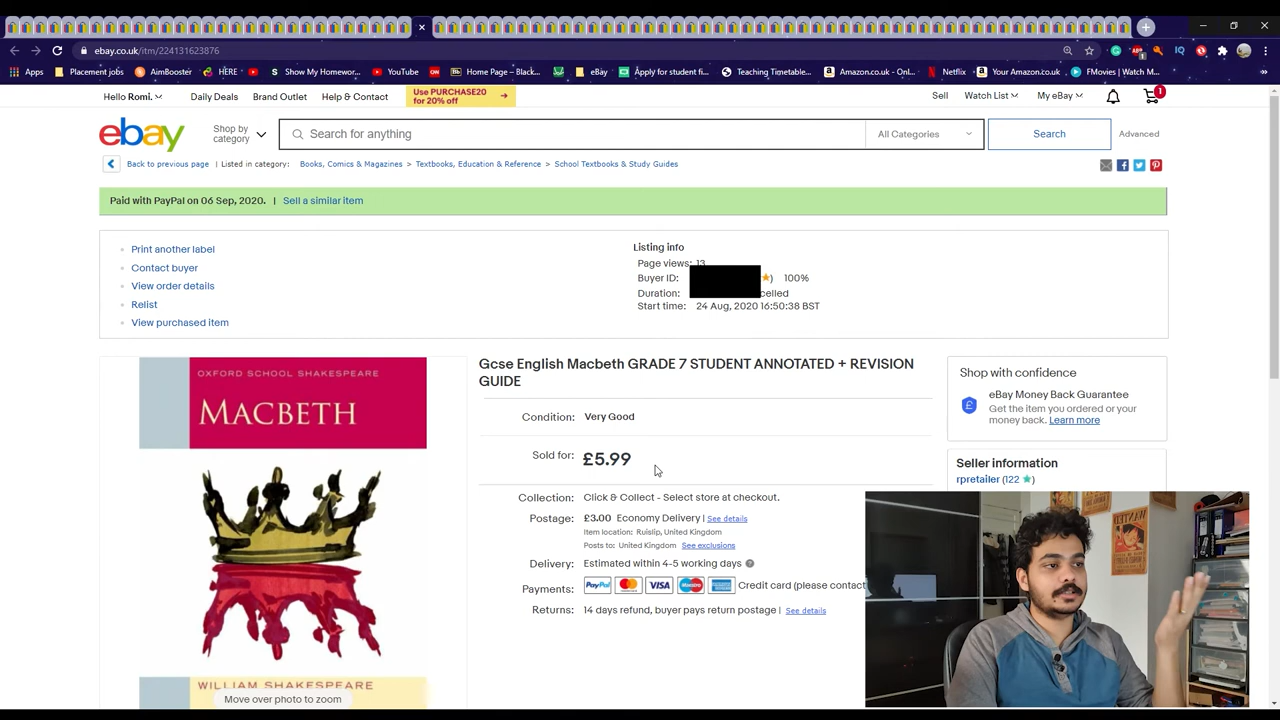 ebay.co.uk/itm/224131623876
Apps Placement jobs AimBooster HERE Show My Homewor... YouTube Home Page – Black... eBay Apply for student fi... Teaching Timetable... Amazon.co.uk - Onl... Netflix Your Amazon.co.uk FMovies | Watch M...
Hello Romi. Daily Deals Brand Outlet Help & Contact
Use PURCHASE20
for 20% off
Sell Watch List My eBay 1
ebay
Shop by
category
Search for anything
All Categories
Search
Advanced
Back to previous page | Listed in category: Books, Comics & Magazines > Textbooks, Education & Reference > School Textbooks & Study Guides
Paid with PayPal on 06 Sep, 2020. | Sell a similar item
Print another label
Contact buyer
View order details
Relist
View purchased item
Listing info
Page views: 13
Buyer ID: ) 100%
Duration: celled
Start time: 24 Aug, 2020 16:50:38 BST
OXFORD SCHOOL SHAKESPEARE
MACBETH
WILLIAM SHAKESPEARE
Move over photo to zoom
Gcse English Macbeth GRADE 7 STUDENT ANNOTATED + REVISION
GUIDE
Condition: Very Good
Sold for: £5.99
Collection: Click & Collect - Select store at checkout.
Postage: £3.00 Economy Delivery | See details
Item location: Ruislip, United Kingdom
Posts to: United Kingdom See exclusions
Delivery: Estimated within 4-5 working days
Payments: PayPal VISA Credit card (please contact
Returns: 14 days refund, buyer pays return postage | See details
Shop with confidence
eBay Money Back Guarantee
Get the item you ordered or your
money back. Learn more
Seller information
rpretailer (122 )
WANTED